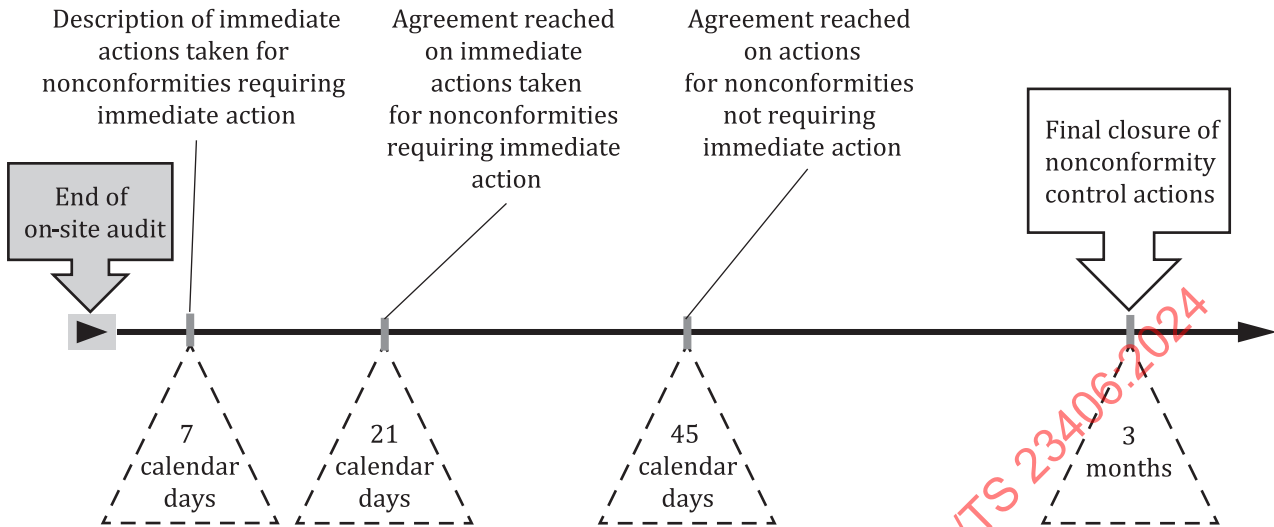 Description of immediate
actions taken for
nonconformities requiring
immediate action
Agreement reached
on immediate
actions taken
for nonconformities
requiring immediate
action
Agreement reached
on actions
for nonconformities
not requiring
immediate action
Final closure of
nonconformity
control actions
End of
on-site audit
7
calendar
days
21
calendar
days
45
calendar
days
3
months
/TS 23406:2024